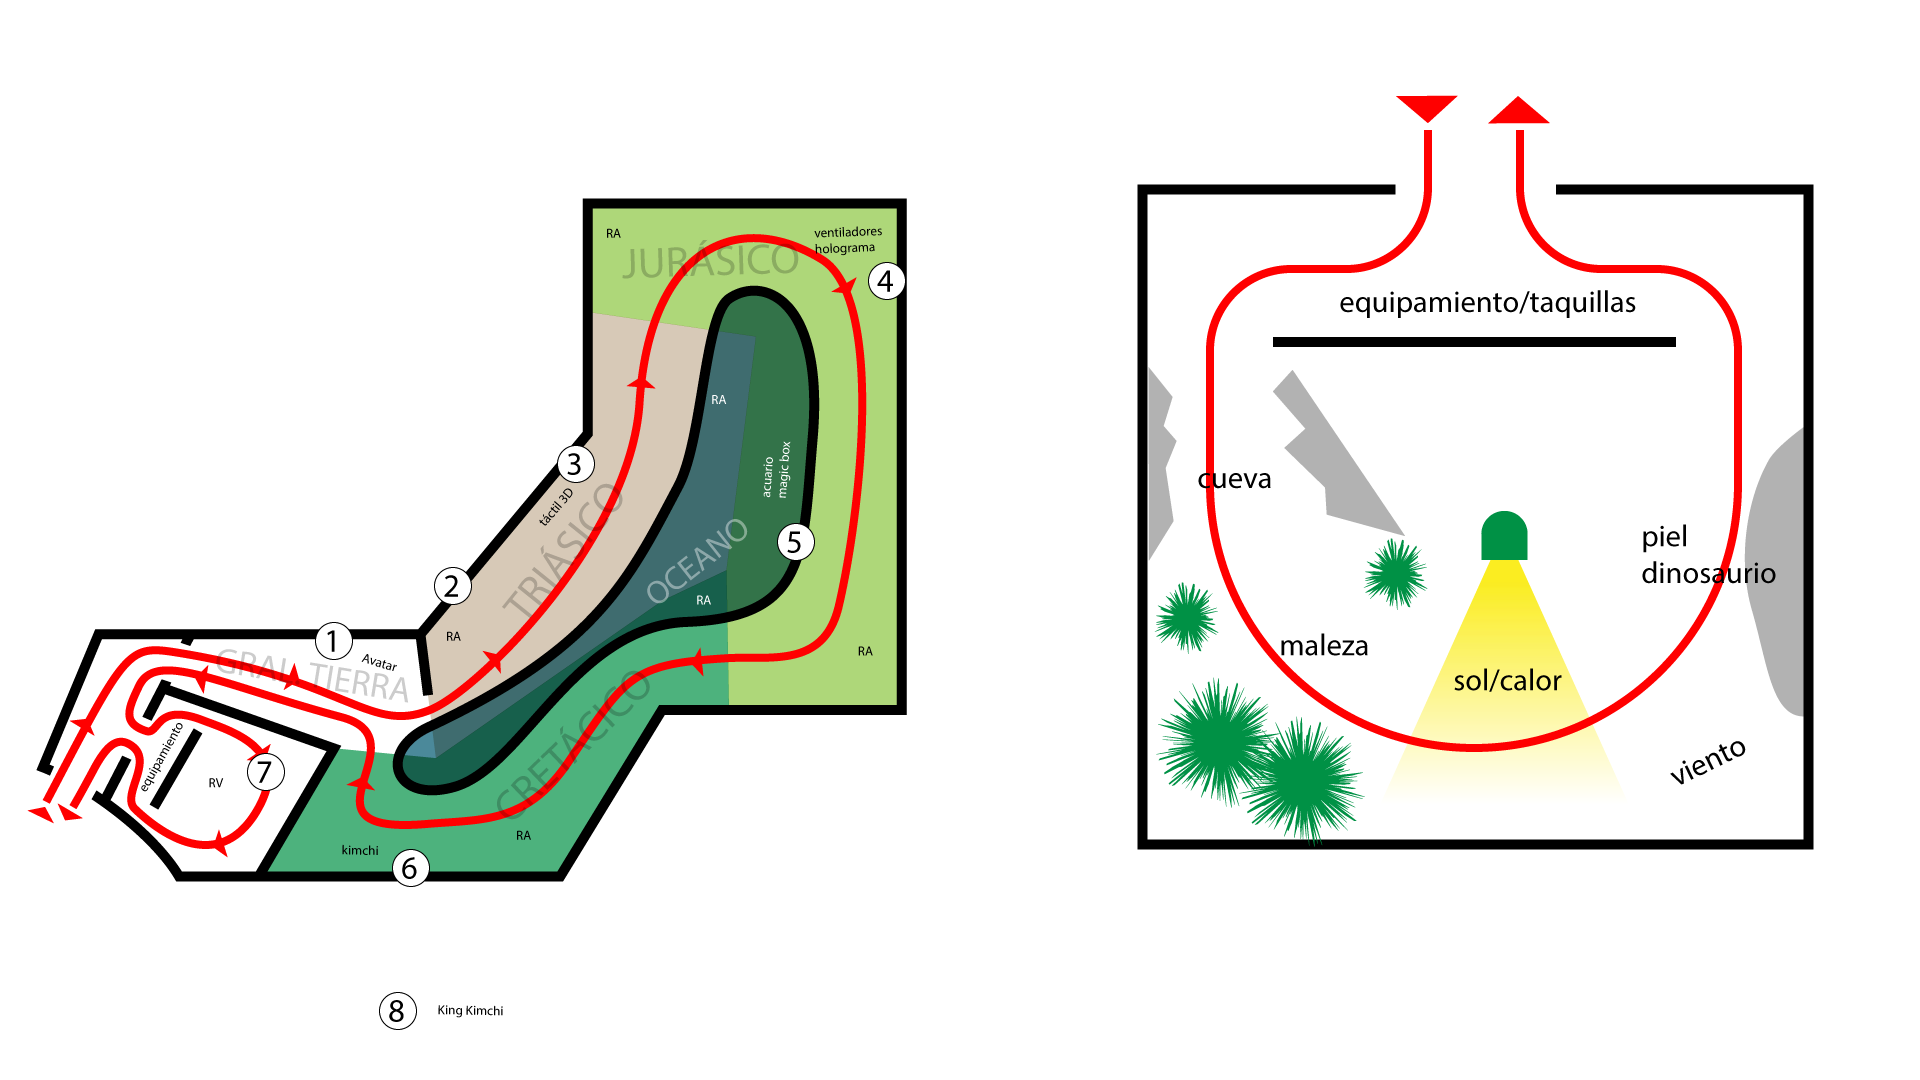 RA
JURÁSICO
ventiladores
holograma
4
RA
3
táctil 3D
TRIÁSICO
acuario
magic box
OCEANO
5
2
RA
RA
1
Avatar
GRAL TIERRA
RA
CRETÁCICO
equipamiento
RV
7
RA
kimchi
6
8
King Kimchi
equipamiento/taquillas
cueva
piel
dinosaurio
maleza
sol/calor
viento